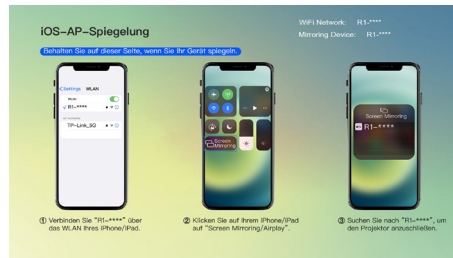 iOS-AP-Spiegelung
WiFi Network: R1-****
Mirroring Device: R1-****
Behalten Sie auf dieser Seite, wenn Sie Ihr Gerät spiegeln.
Settings WLAN
WLAN
R1-****
TP-Link_SQ
Screen
Mirroring
Screen Mirroring
R1-****
① Verbinden Sie "R1-****" über
das WLAN Ihres iPhone/iPad.
② Klicken Sie auf Ihrem iPhone/iPad
auf "Screen Mirroring/Airplay".
③ Suchen Sie nach "R1-****", um
den Projektor anzuschließen.